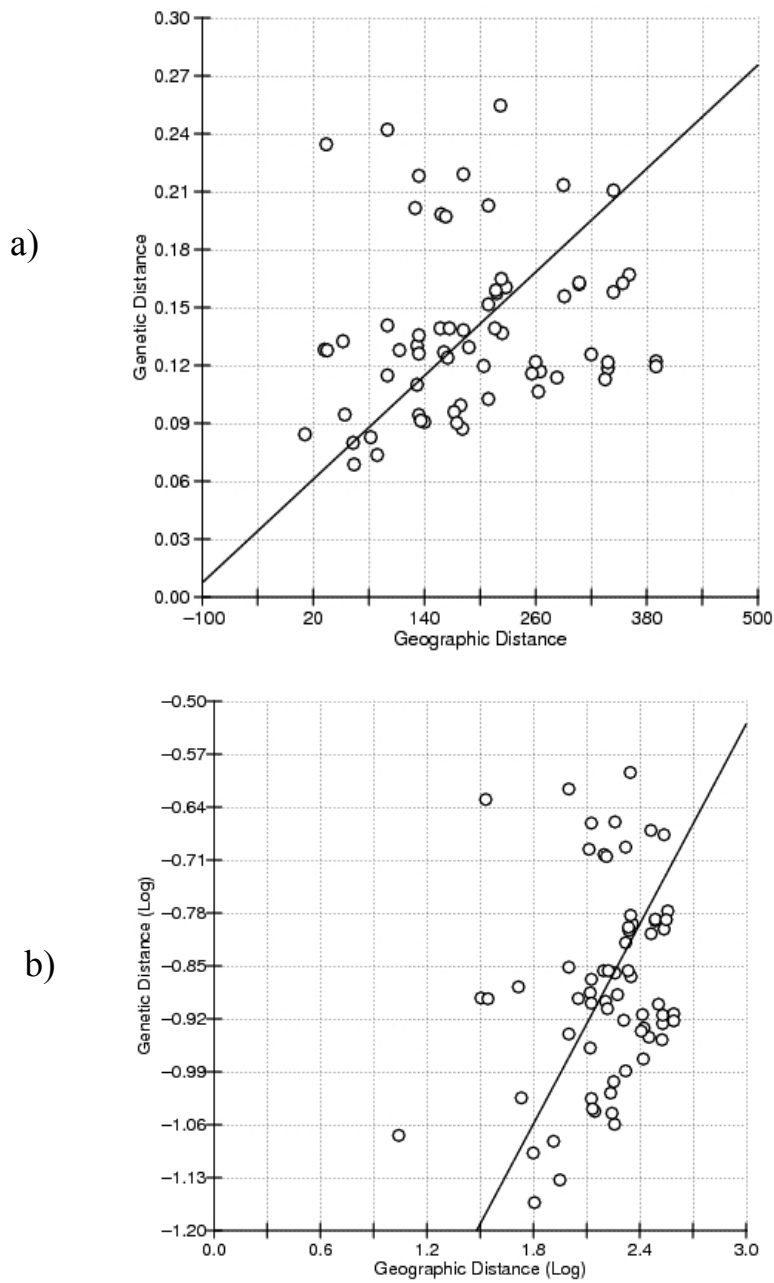 a)
Genetic Distance
0.30
0.27
0.24
0.21
0.18
0.15
0.12
0.09
0.06
0.03
0.00
−100 20 140 260 380 500
Geographic Distance
b)
Genetic Distance (Log)
−0.50
−0.57
−0.64
−0.71
−0.78
−0.85
−0.92
−0.99
−1.06
−1.13
−1.20
0.0 0.6 1.2 1.8 2.4 3.0
Geographic Distance (Log)